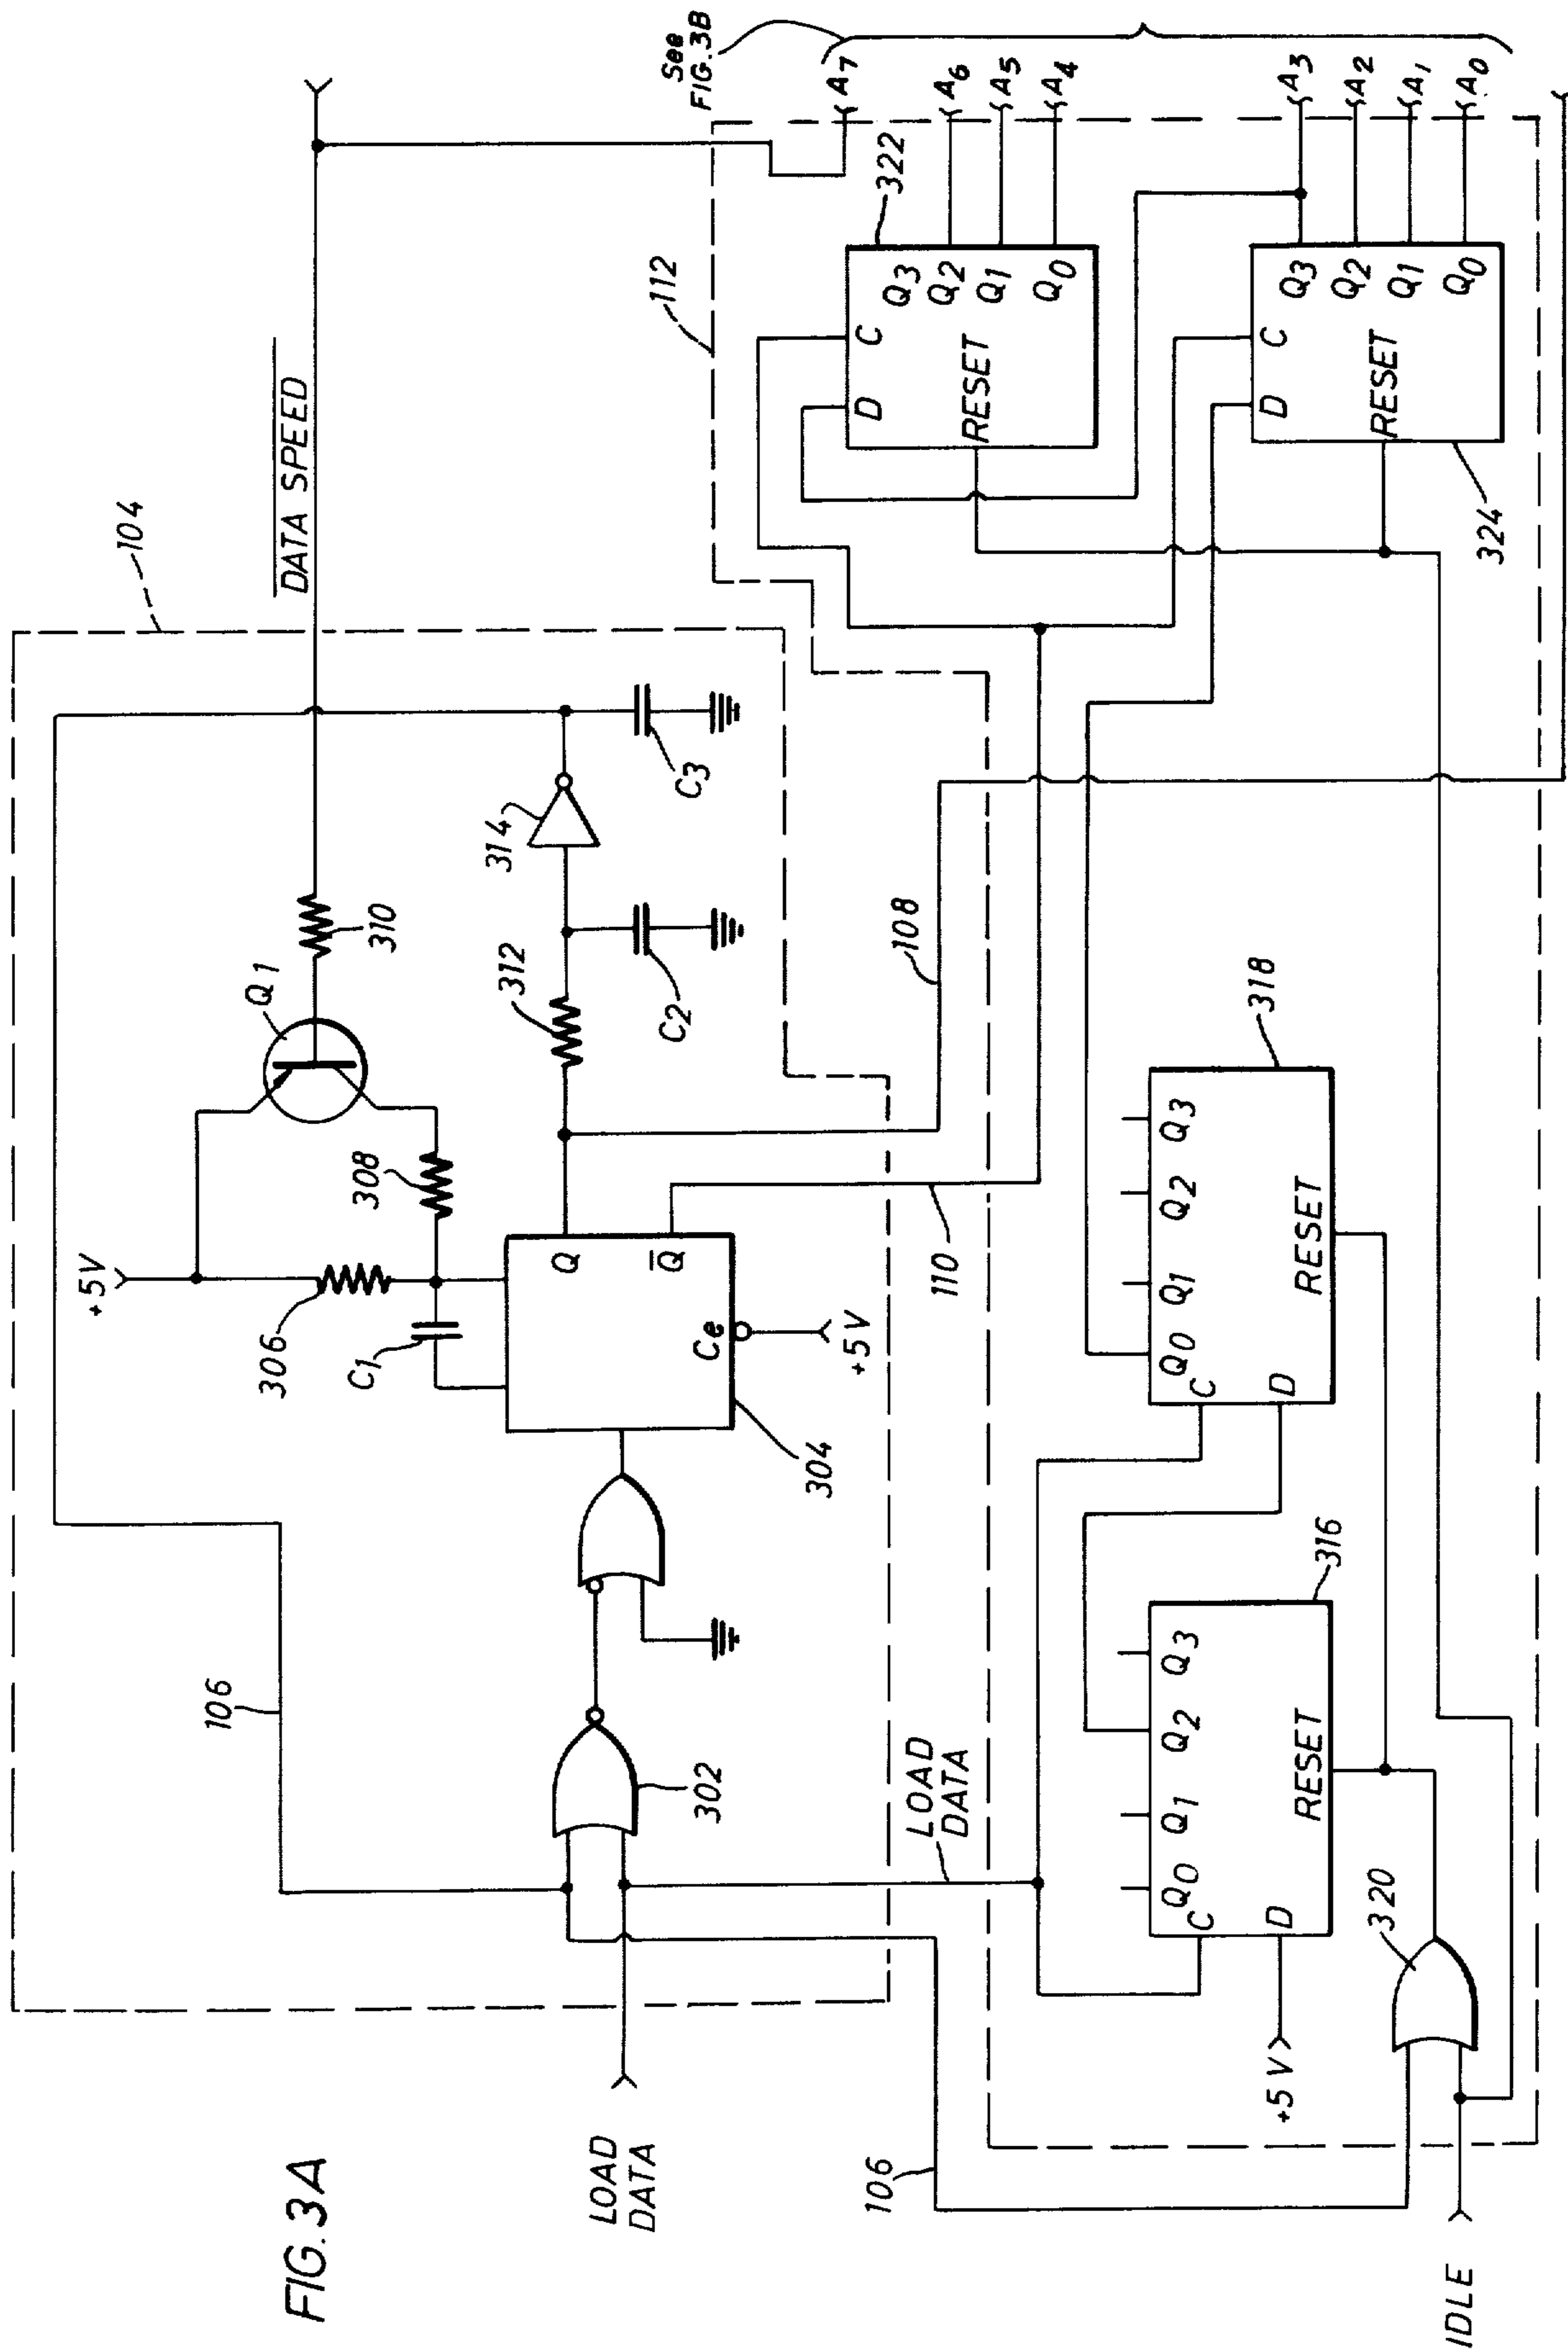 FIG. 3A
104
DATA SPEED
See
FIG. 3B
106
+5V
306
C1
308
Q1
310
LOAD
DATA
302
304
Ce
+5V
Q
Q̅
312
C2
314
C3
110
108
LOAD
DATA
112
322
D
C
RESET
Q3
Q2
Q1
Q0
A7
A6
A5
A4
324
D
C
RESET
Q3
Q2
Q1
Q0
A3
A2
A1
A0
106
IDLE
320
+5V
316
C
D
Q0
Q1
Q2
Q3
RESET
318
C
D
Q0
Q1
Q2
Q3
RESET